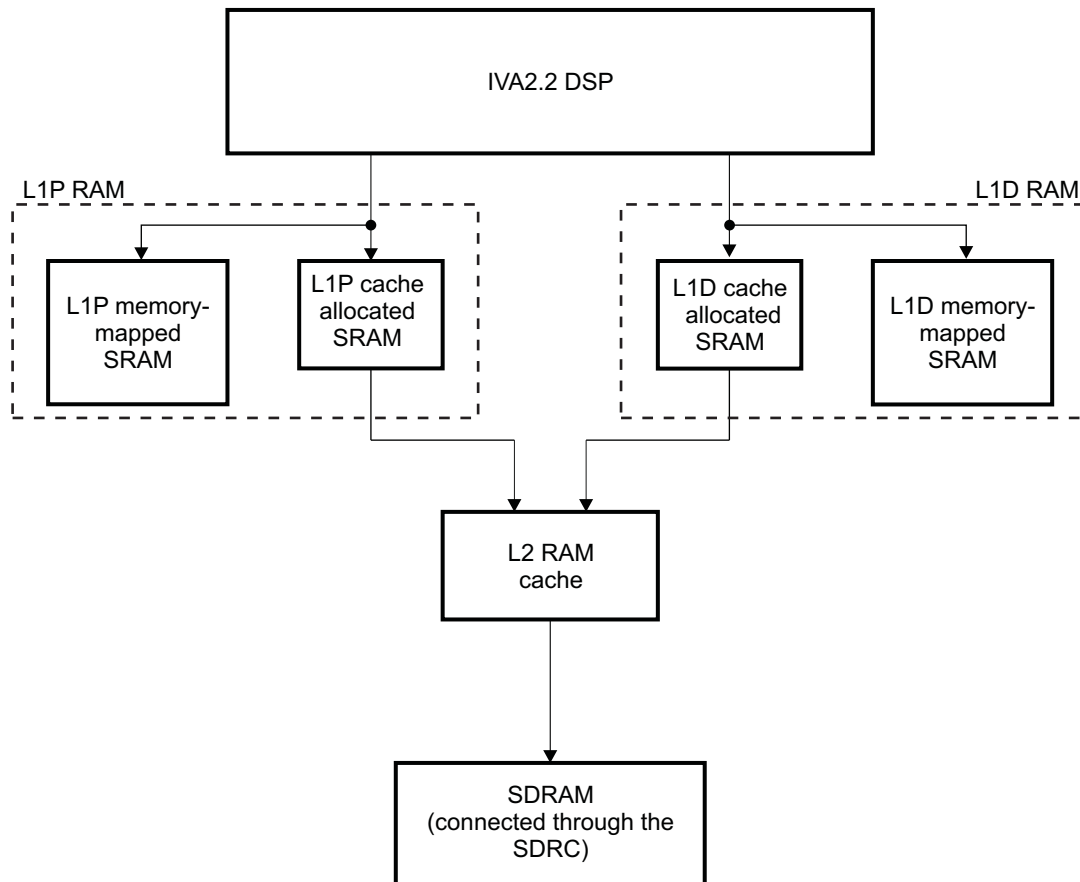 IVA2.2 DSP
L1P RAM
L1D RAM
L1P memory-
mapped
SRAM
L1P cache
allocated
SRAM
L1D cache
allocated
SRAM
L1D memory-
mapped
SRAM
L2 RAM
cache
SDRAM
(connected through the
SDRC)